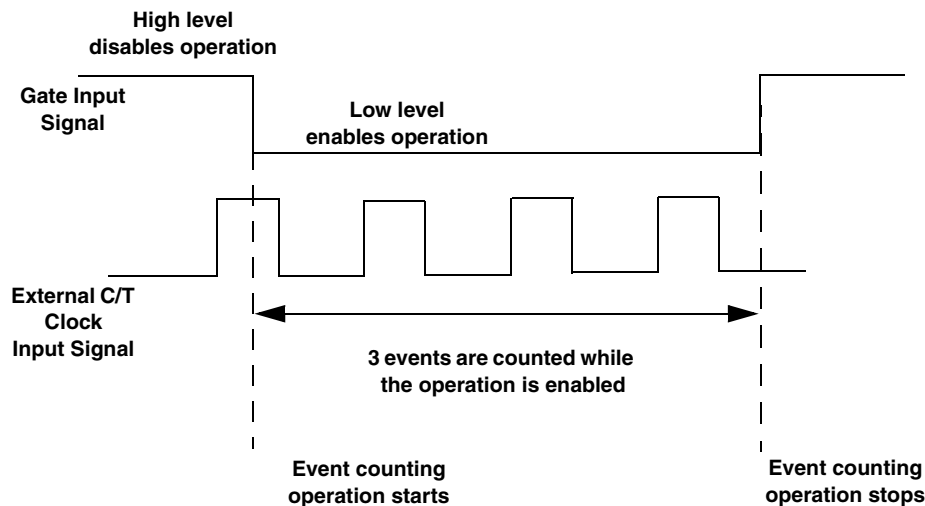 High level
disables operation
Gate Input
Signal
Low level
enables operation
External C/T
Clock
Input Signal
3 events are counted while
the operation is enabled
Event counting
operation starts
Event counting
operation stops